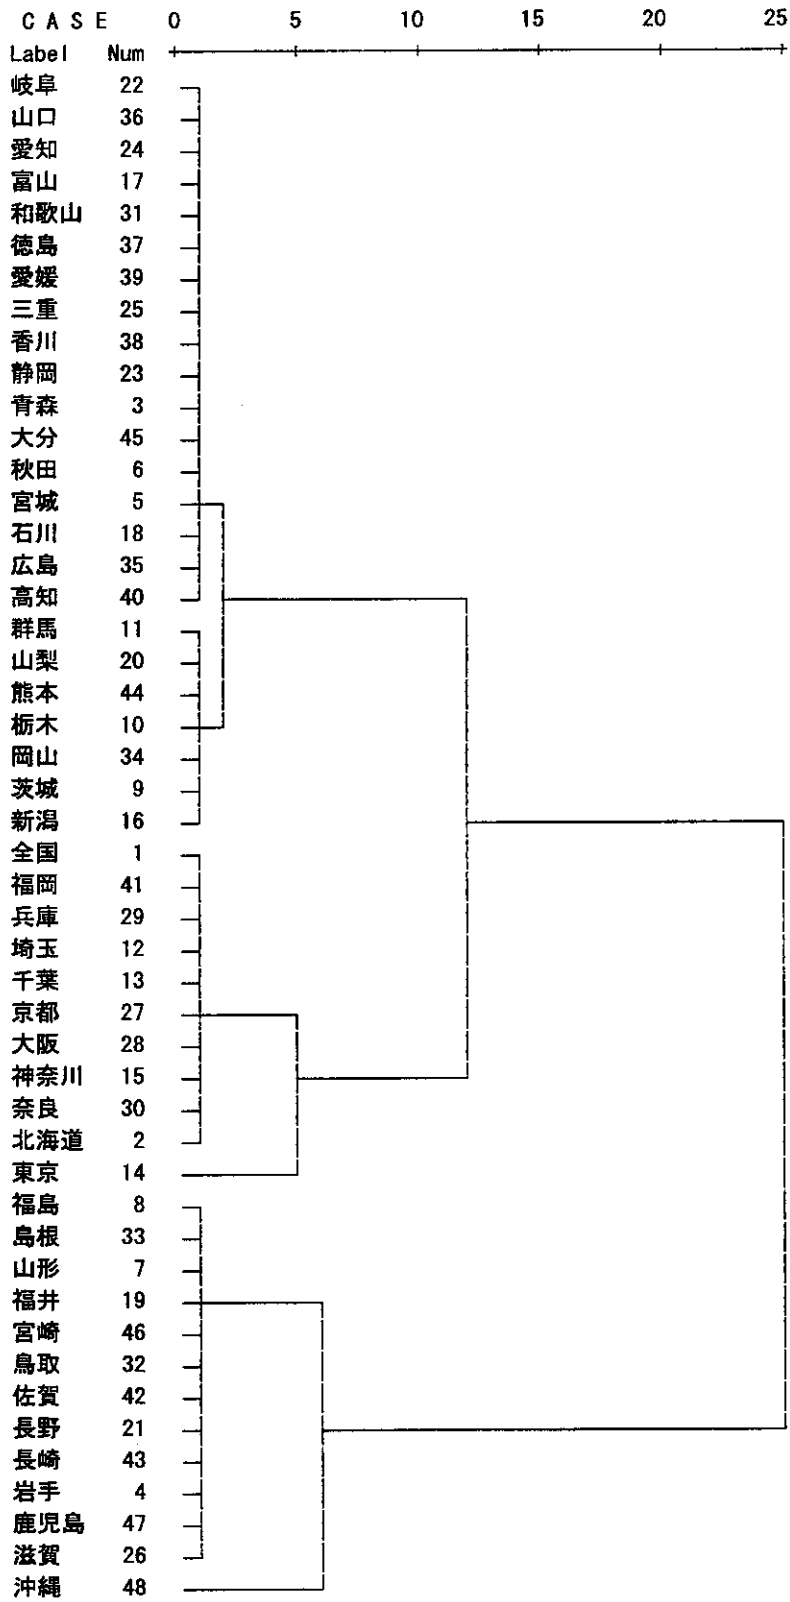 C A S E 0 5 10 15 20 25
Label Num
岐阜 22
山口 36
愛知 24
富山 17
和歌山 31
徳島 37
愛媛 39
三重 25
香川 38
静岡 23
青森 3
大分 45
秋田 6
宮城 5
石川 18
広島 35
高知 40
群馬 11
山梨 20
熊本 44
栃木 10
岡山 34
茨城 9
新潟 16
全国 1
福岡 41
兵庫 29
埼玉 12
千葉 13
京都 27
大阪 28
神奈川 15
奈良 30
北海道 2
東京 14
福島 8
島根 33
山形 7
福井 19
宮崎 46
鳥取 32
佐賀 42
長野 21
長崎 43
岩手 4
鹿児島 47
滋賀 26
沖縄 48